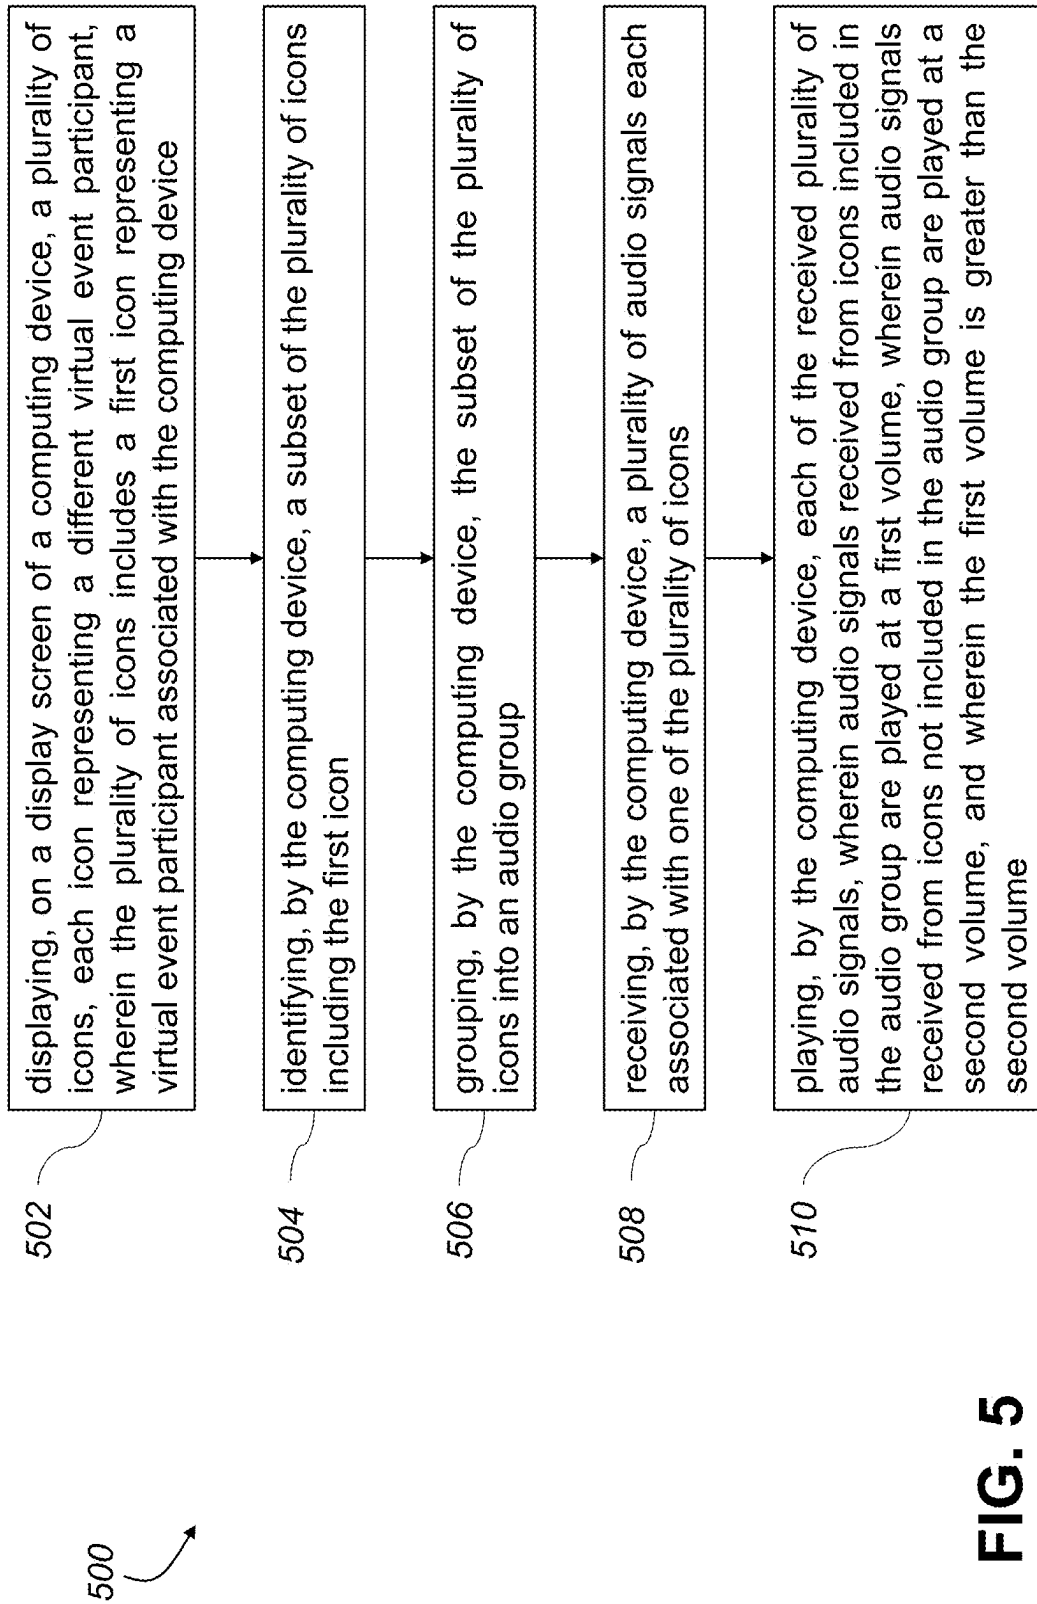 500
502
displaying, on a display screen of a computing device, a plurality of
icons, each icon representing a different virtual event participant,
wherein the plurality of icons includes a first icon representing a
virtual event participant associated with the computing device
504
identifying, by the computing device, a subset of the plurality of icons
including the first icon
506
grouping, by the computing device, the subset of the plurality of
icons into an audio group
508
receiving, by the computing device, a plurality of audio signals each
associated with one of the plurality of icons
510
playing, by the computing device, each of the received plurality of
audio signals, wherein audio signals received from icons included in
the audio group are played at a first volume, wherein audio signals
received from icons not included in the audio group are played at a
second volume, and wherein the first volume is greater than the
second volume
FIG. 5